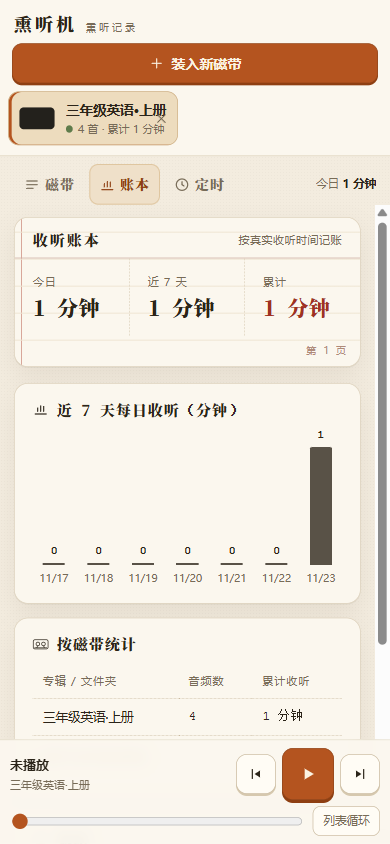 熏听机 熏听记录
＋ 装入新磁带
三年级英语•上册
4 首 · 累计 1 分钟
磁带 账本 定时 今日 1 分钟
收听账本 按真实收听时间记账
今日 近 7 天 累计
1 分钟 1 分钟 1 分钟
第 1 页
近 7 天每日收听（分钟）
1
0 0 0 0 0 0
11/17 11/18 11/19 11/20 11/21 11/22 11/23
按磁带统计
专辑 / 文件夹 音频数 累计收听
三年级英语·上册 4 1 分钟
未播放
三年级英语·上册
列表循环